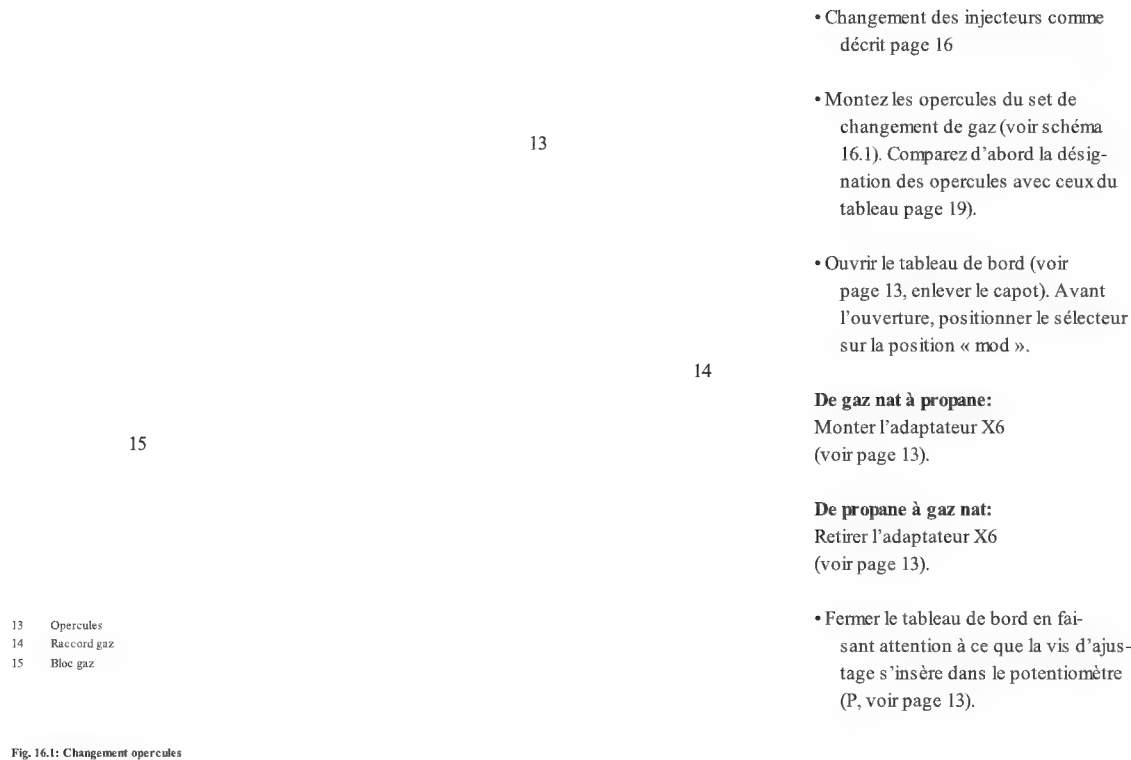 13
14
15
13 Opercules
14 Raccord gaz
15 Bloc gaz
Fig. 16.1: Changement opercules
• Changement des injecteurs comme
décrit page 16
• Montez les opercules du set de
changement de gaz (voir schéma
16.1). Comparez d’abord la désig-
nation des opercules avec ceux du
tableau page 19).
• Ouvrir le tableau de bord (voir
page 13, enlever le capot). Avant
l’ouverture, positionner le sélecteur
sur la position « mod ».
De gaz nat à propane:
Monter l’adaptateur X6
(voir page 13).
De propane à gaz nat:
Retirer l’adaptateur X6
(voir page 13).
• Fermer le tableau de bord en fai-
sant attention à ce que la vis d’ajus-
tage s’insère dans le potentiomètre
(P, voir page 13).